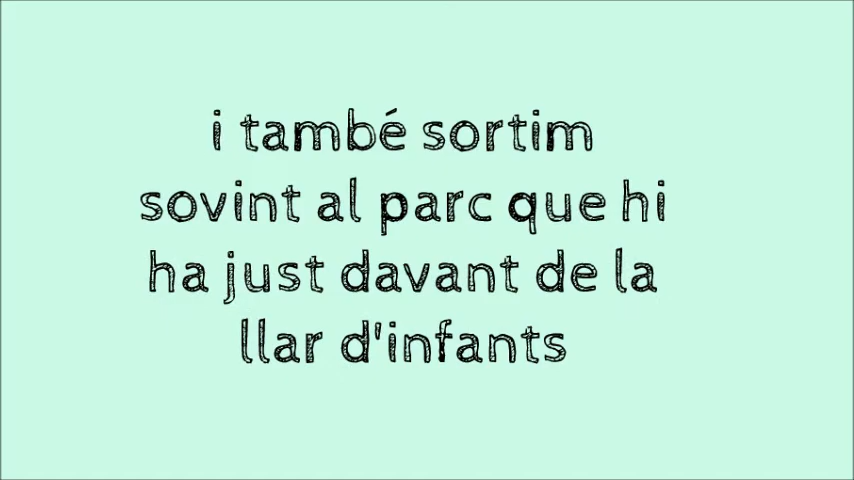 i també sortim
sovint al parc que hi
ha just davant de la
llar d'infants